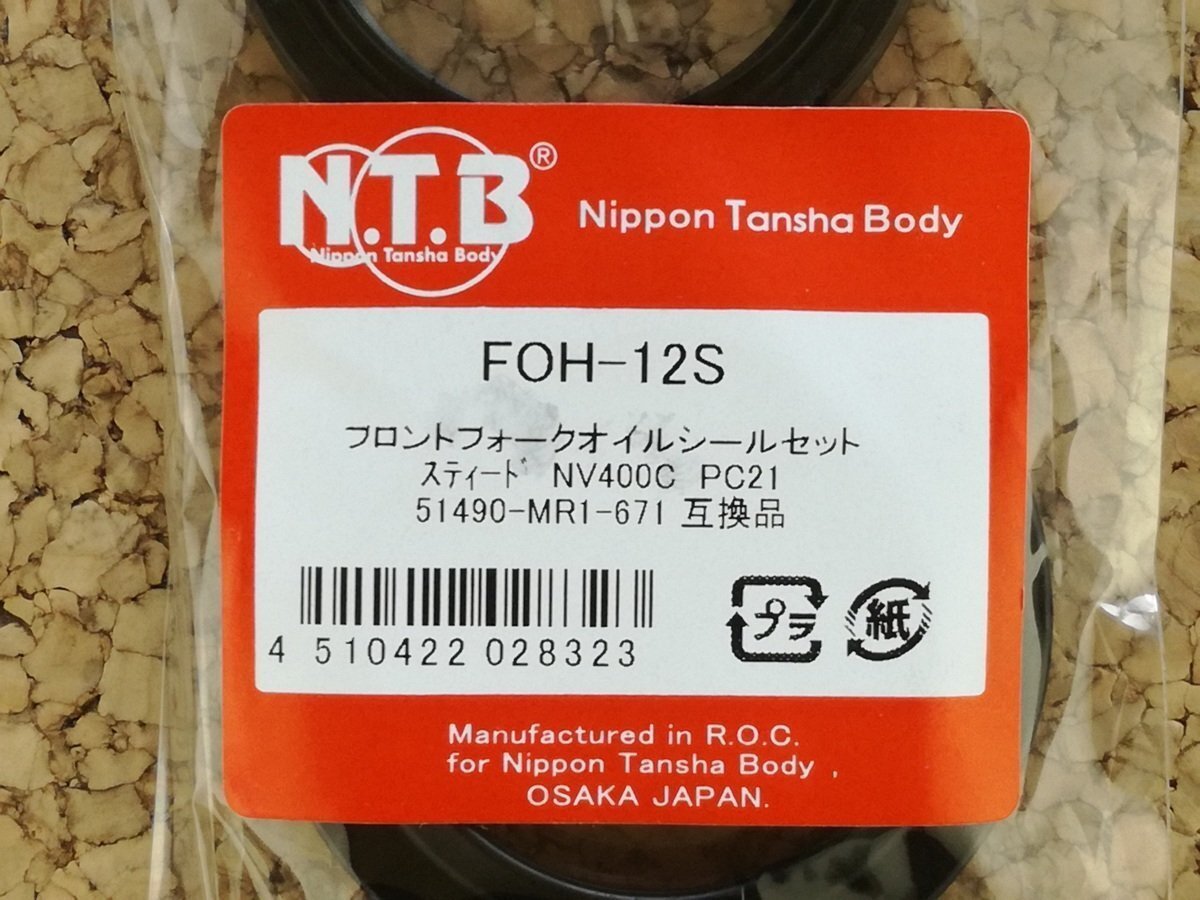 N.T.B®
Nippon Tansha Body
Nippon Tansha Body
FOH-12S
フロントフォークオイルシールセット
ｽﾃｨｰﾄﾞ NV400C PC21
51490-MR1-671 互換品
4 510422 028323
プラ
紙
Manufactured in R.O.C.
for Nippon Tansha Body ,
OSAKA JAPAN.